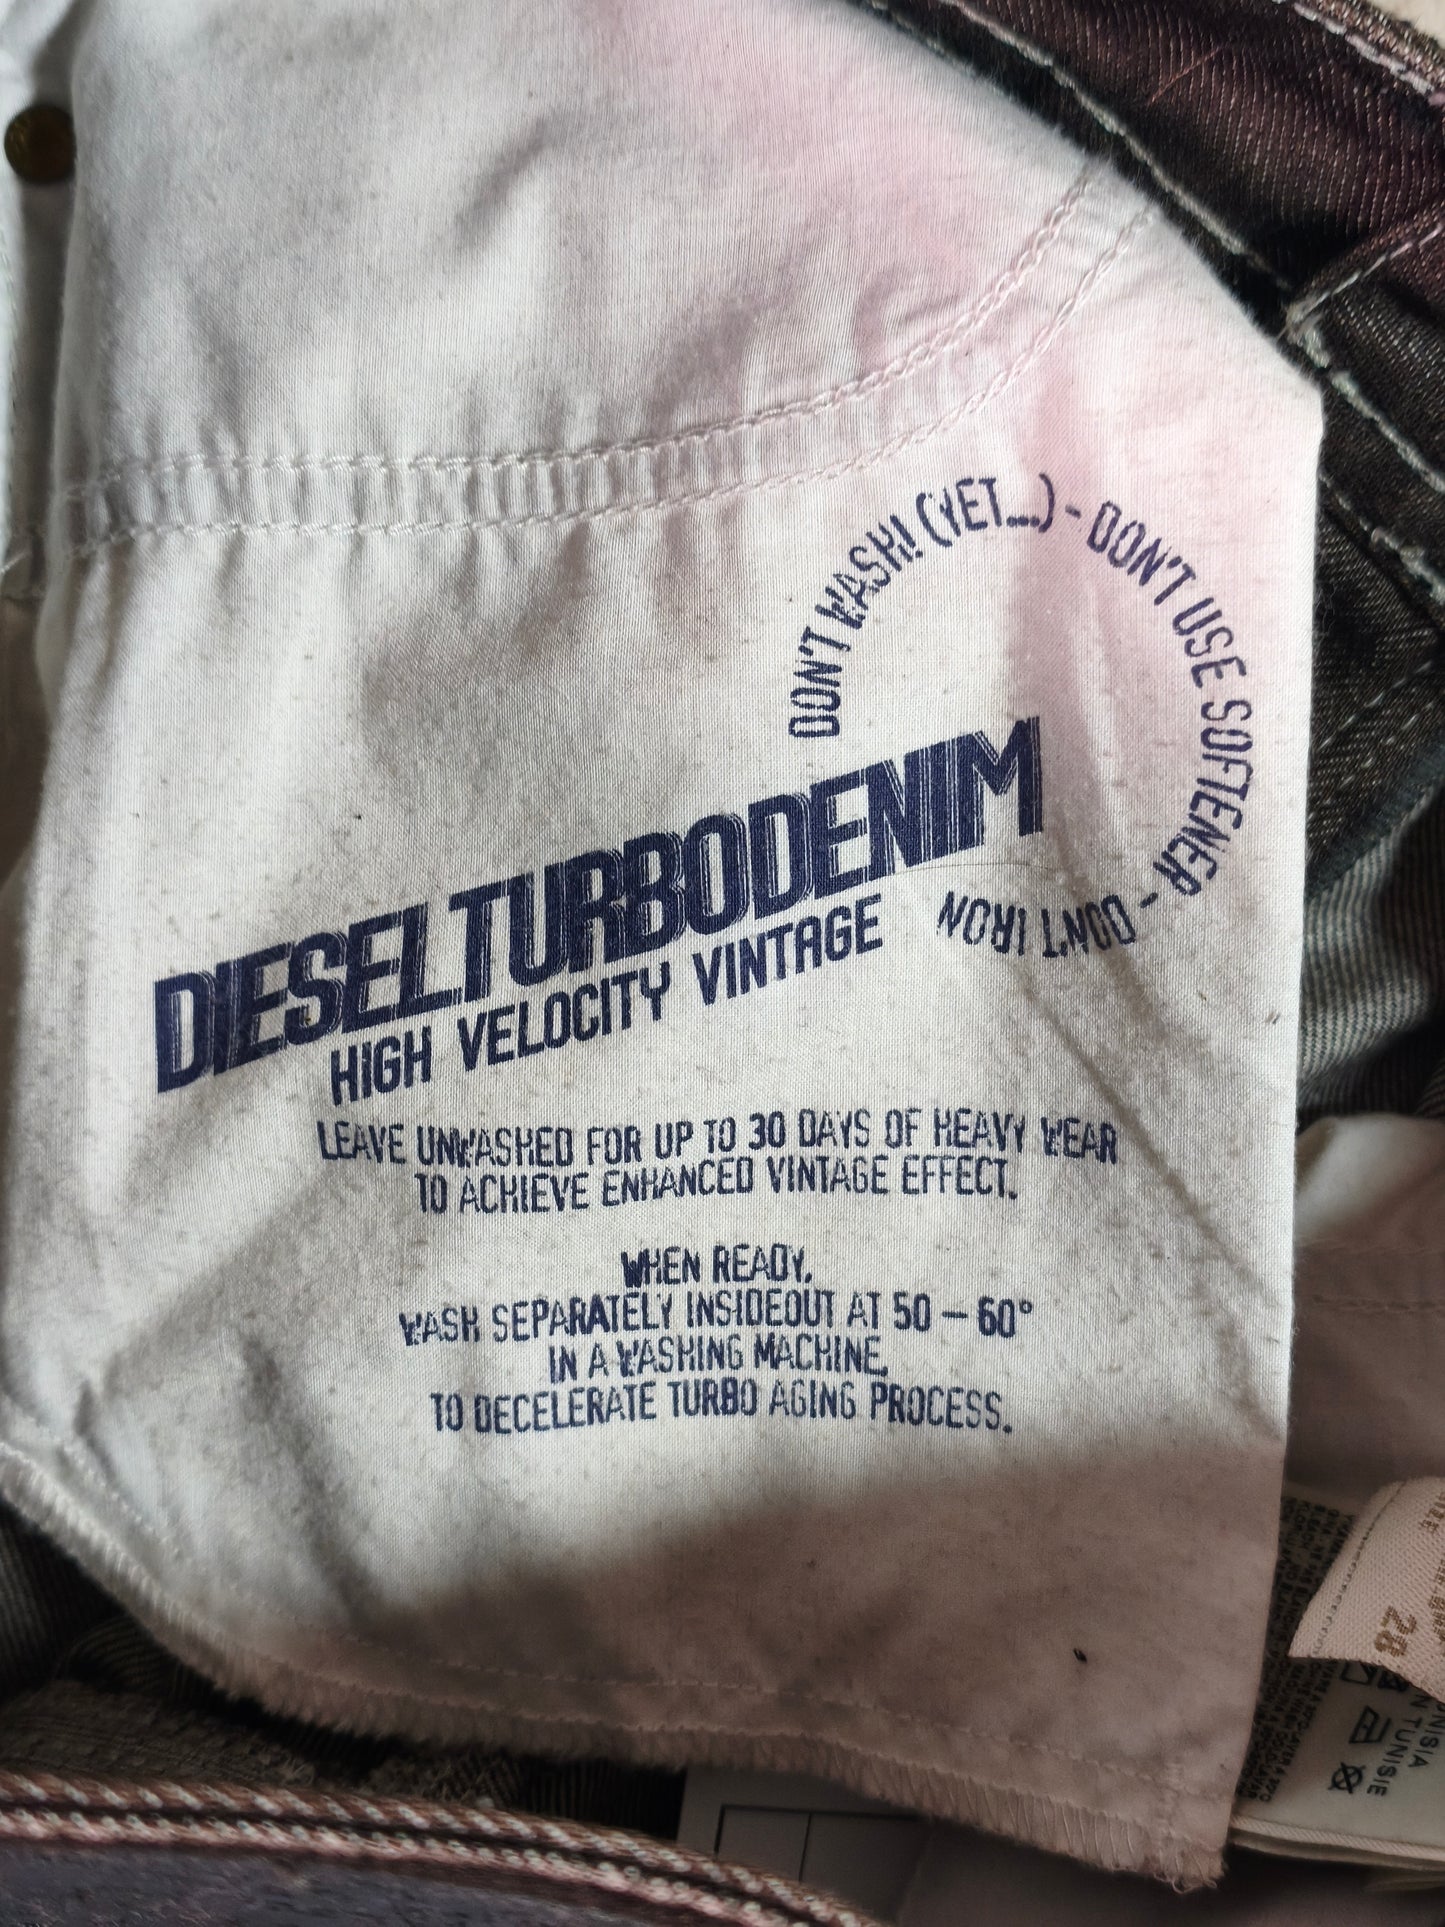 DON'T WASH! (YET...) - DON'T USE SOFTENER - DON'T IRON
DIESELTURBODENIM
HIGH VELOCITY VINTAGE
LEAVE UNWASHED FOR UP TO 30 DAYS OF HEAVY WEAR
TO ACHIEVE ENHANCED VINTAGE EFFECT.
WHEN READY,
WASH SEPARATELY INSIDEOUT AT 50 – 60°
IN A WASHING MACHINE,
TO DECELERATE TURBO AGING PROCESS.
28
TUNISIE